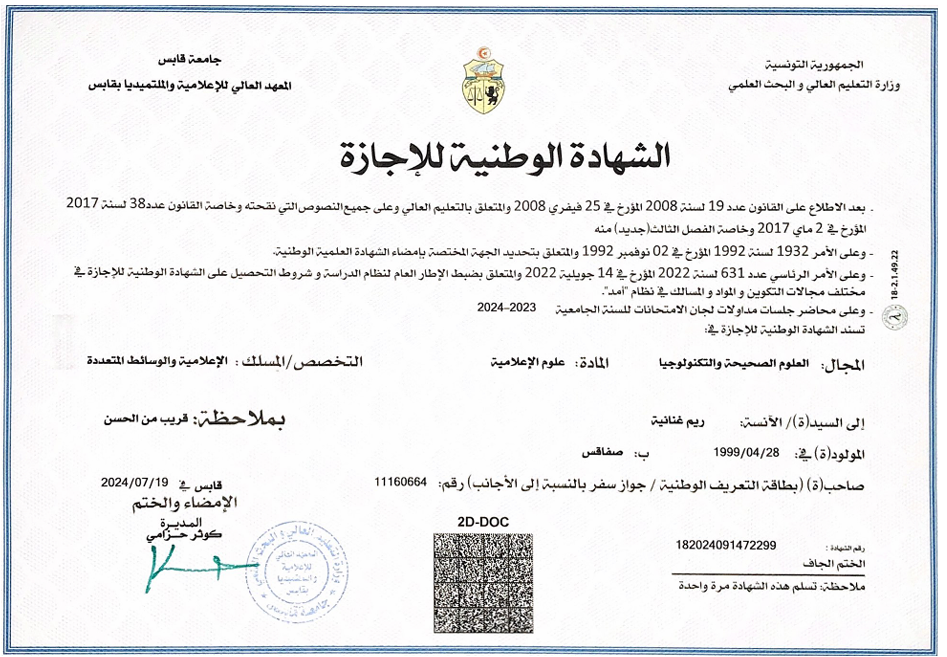 الجمهورية التونسية
وزارة التعليم العالي و البحث العلمي
جامعة قابس
المعهد العالي للإعلامية والملتميديا بقابس
الشهادة الوطنية للإجازة
- بعد الاطلاع على القانون عدد 19 لسنة 2008 المؤرخ في 25 فيفري 2008 والمتعلق بالتعليم العالي وعلى جميع النصوص التي نقحته وخاصة القانون عدد38 لسنة 2017
المؤرخ في 2 ماي 2017 وخاصة الفصل الثالث(جديد) منه
- وعلى الأمر 1932 لسنة 1992 المؤرخ في 02 نوفمبر 1992 والمتعلق بتحديد الجهة المختصة بإمضاء الشهادة العلمية الوطنية.
- وعلى الأمر الرئاسي عدد 631 لسنة 2022 المؤرخ في 14 جويلية 2022 والمتعلق بضبط الإطار العام لنظام الدراسة و شروط التحصيل على الشهادة الوطنية للإجازة في
مختلف مجالات التكوين و المواد و المسالك في نظام "أمد".
- وعلى محاضر جلسات مداولات لجان الامتحانات للسنة الجامعية 2023-2024
تسند الشهادة الوطنية للإجازة في:
18-2.1.49.22
المجال: العلوم الصحيحة والتكنولوجيا المادة: علوم الإعلامية التخصص/المسلك: الإعلامية والوسائط المتعددة
إلى السيد(ة)/ الآنسة: ريم غنانية بملاحظة: قريب من الحسن
المولود(ة) في: 1999/04/28 ب: صفاقس
صاحب(ة) (بطاقة التعريف الوطنية / جواز سفر بالنسبة إلى الأجانب) رقم: 11160664
قابس في 2024/07/19
الإمضاء والختم
المديرة
كوثر حزامي
2D-DOC
رقم الشهادة : 182024091472299
الختم الجاف
ملاحظة: تسلم هذه الشهادة مرة واحدة